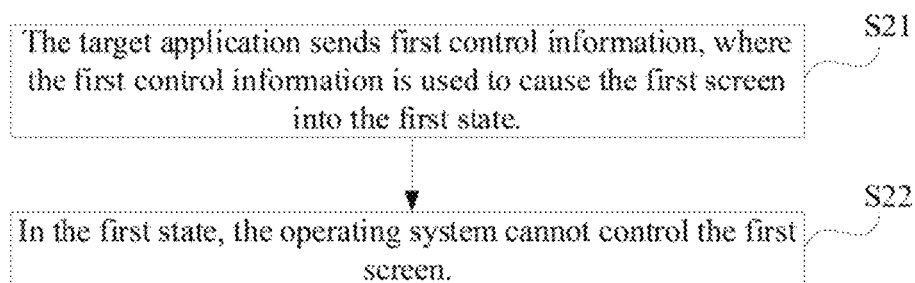 S21
The target application sends first control information, where
the first control information is used to cause the first screen
into the first state.
S22
In the first state, the operating system cannot control the first
screen.